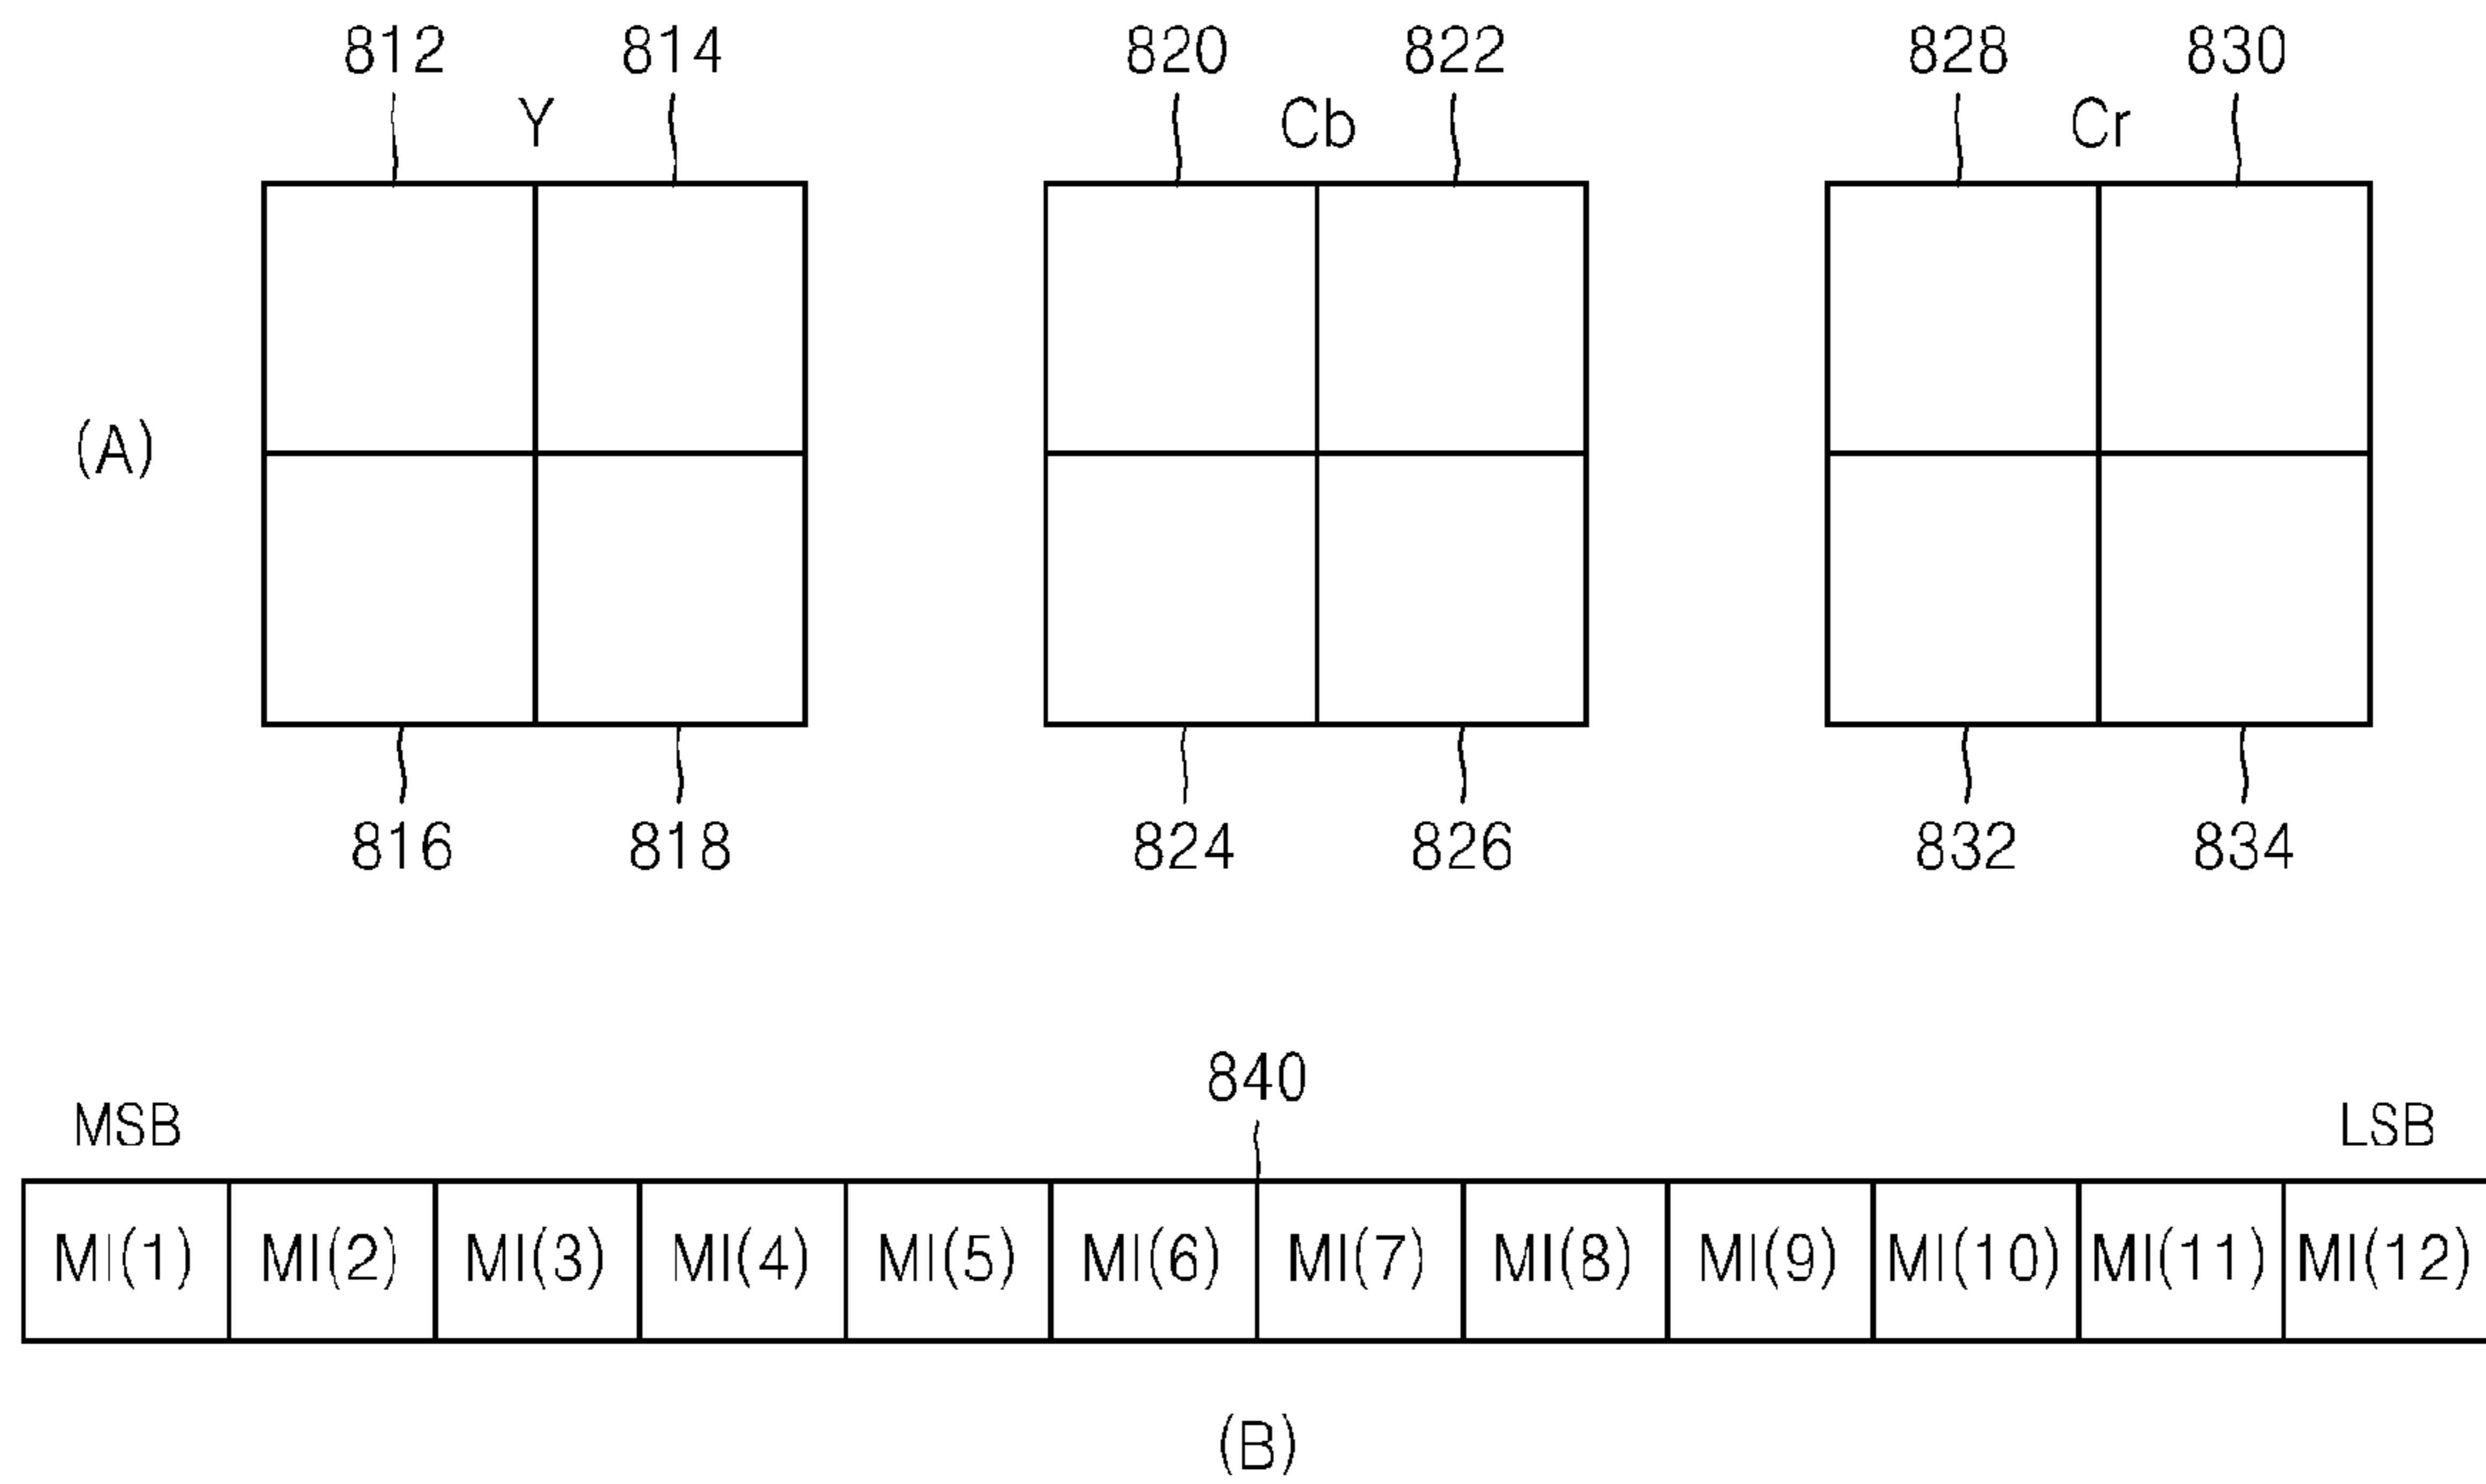 812 814 820 822 828 830
Y Cb Cr
(A)
816 818 824 826 832 834
840
MSB LSB
MI(1) MI(2) MI(3) MI(4) MI(5) MI(6) MI(7) MI(8) MI(9) MI(10) MI(11) MI(12)
(B)